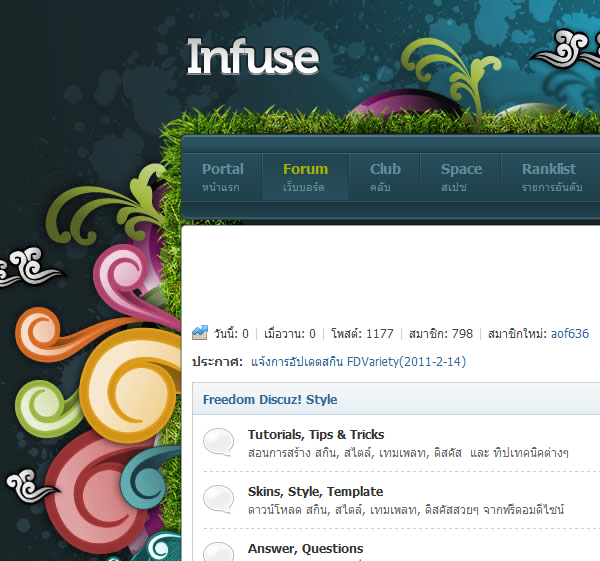 Infuse
Portal Forum Club Space Ranklist
หน้าแรก เว็บบอร์ด คลับ สเปซ รายการอันดับ
วันนี้: 0 | เมื่อวาน: 0 | โพสต์: 1177 | สมาชิก: 798 | สมาชิกใหม่: aof636
ประกาศ: แจ้งการอัปเดตสกิน FDVariety(2011-2-14)
Freedom Discuz! Style
Tutorials, Tips & Tricks
สอนการสร้าง สกิน, สไตล์, เทมเพลท, ดิสคัส และ ทิปเทคนิคต่างๆ
Skins, Style, Template
ดาวน์โหลด สกิน, สไตล์, เทมเพลท, ดิสคัสสวยๆ จากฟรีดอมดีไซน์
Answer, Questions